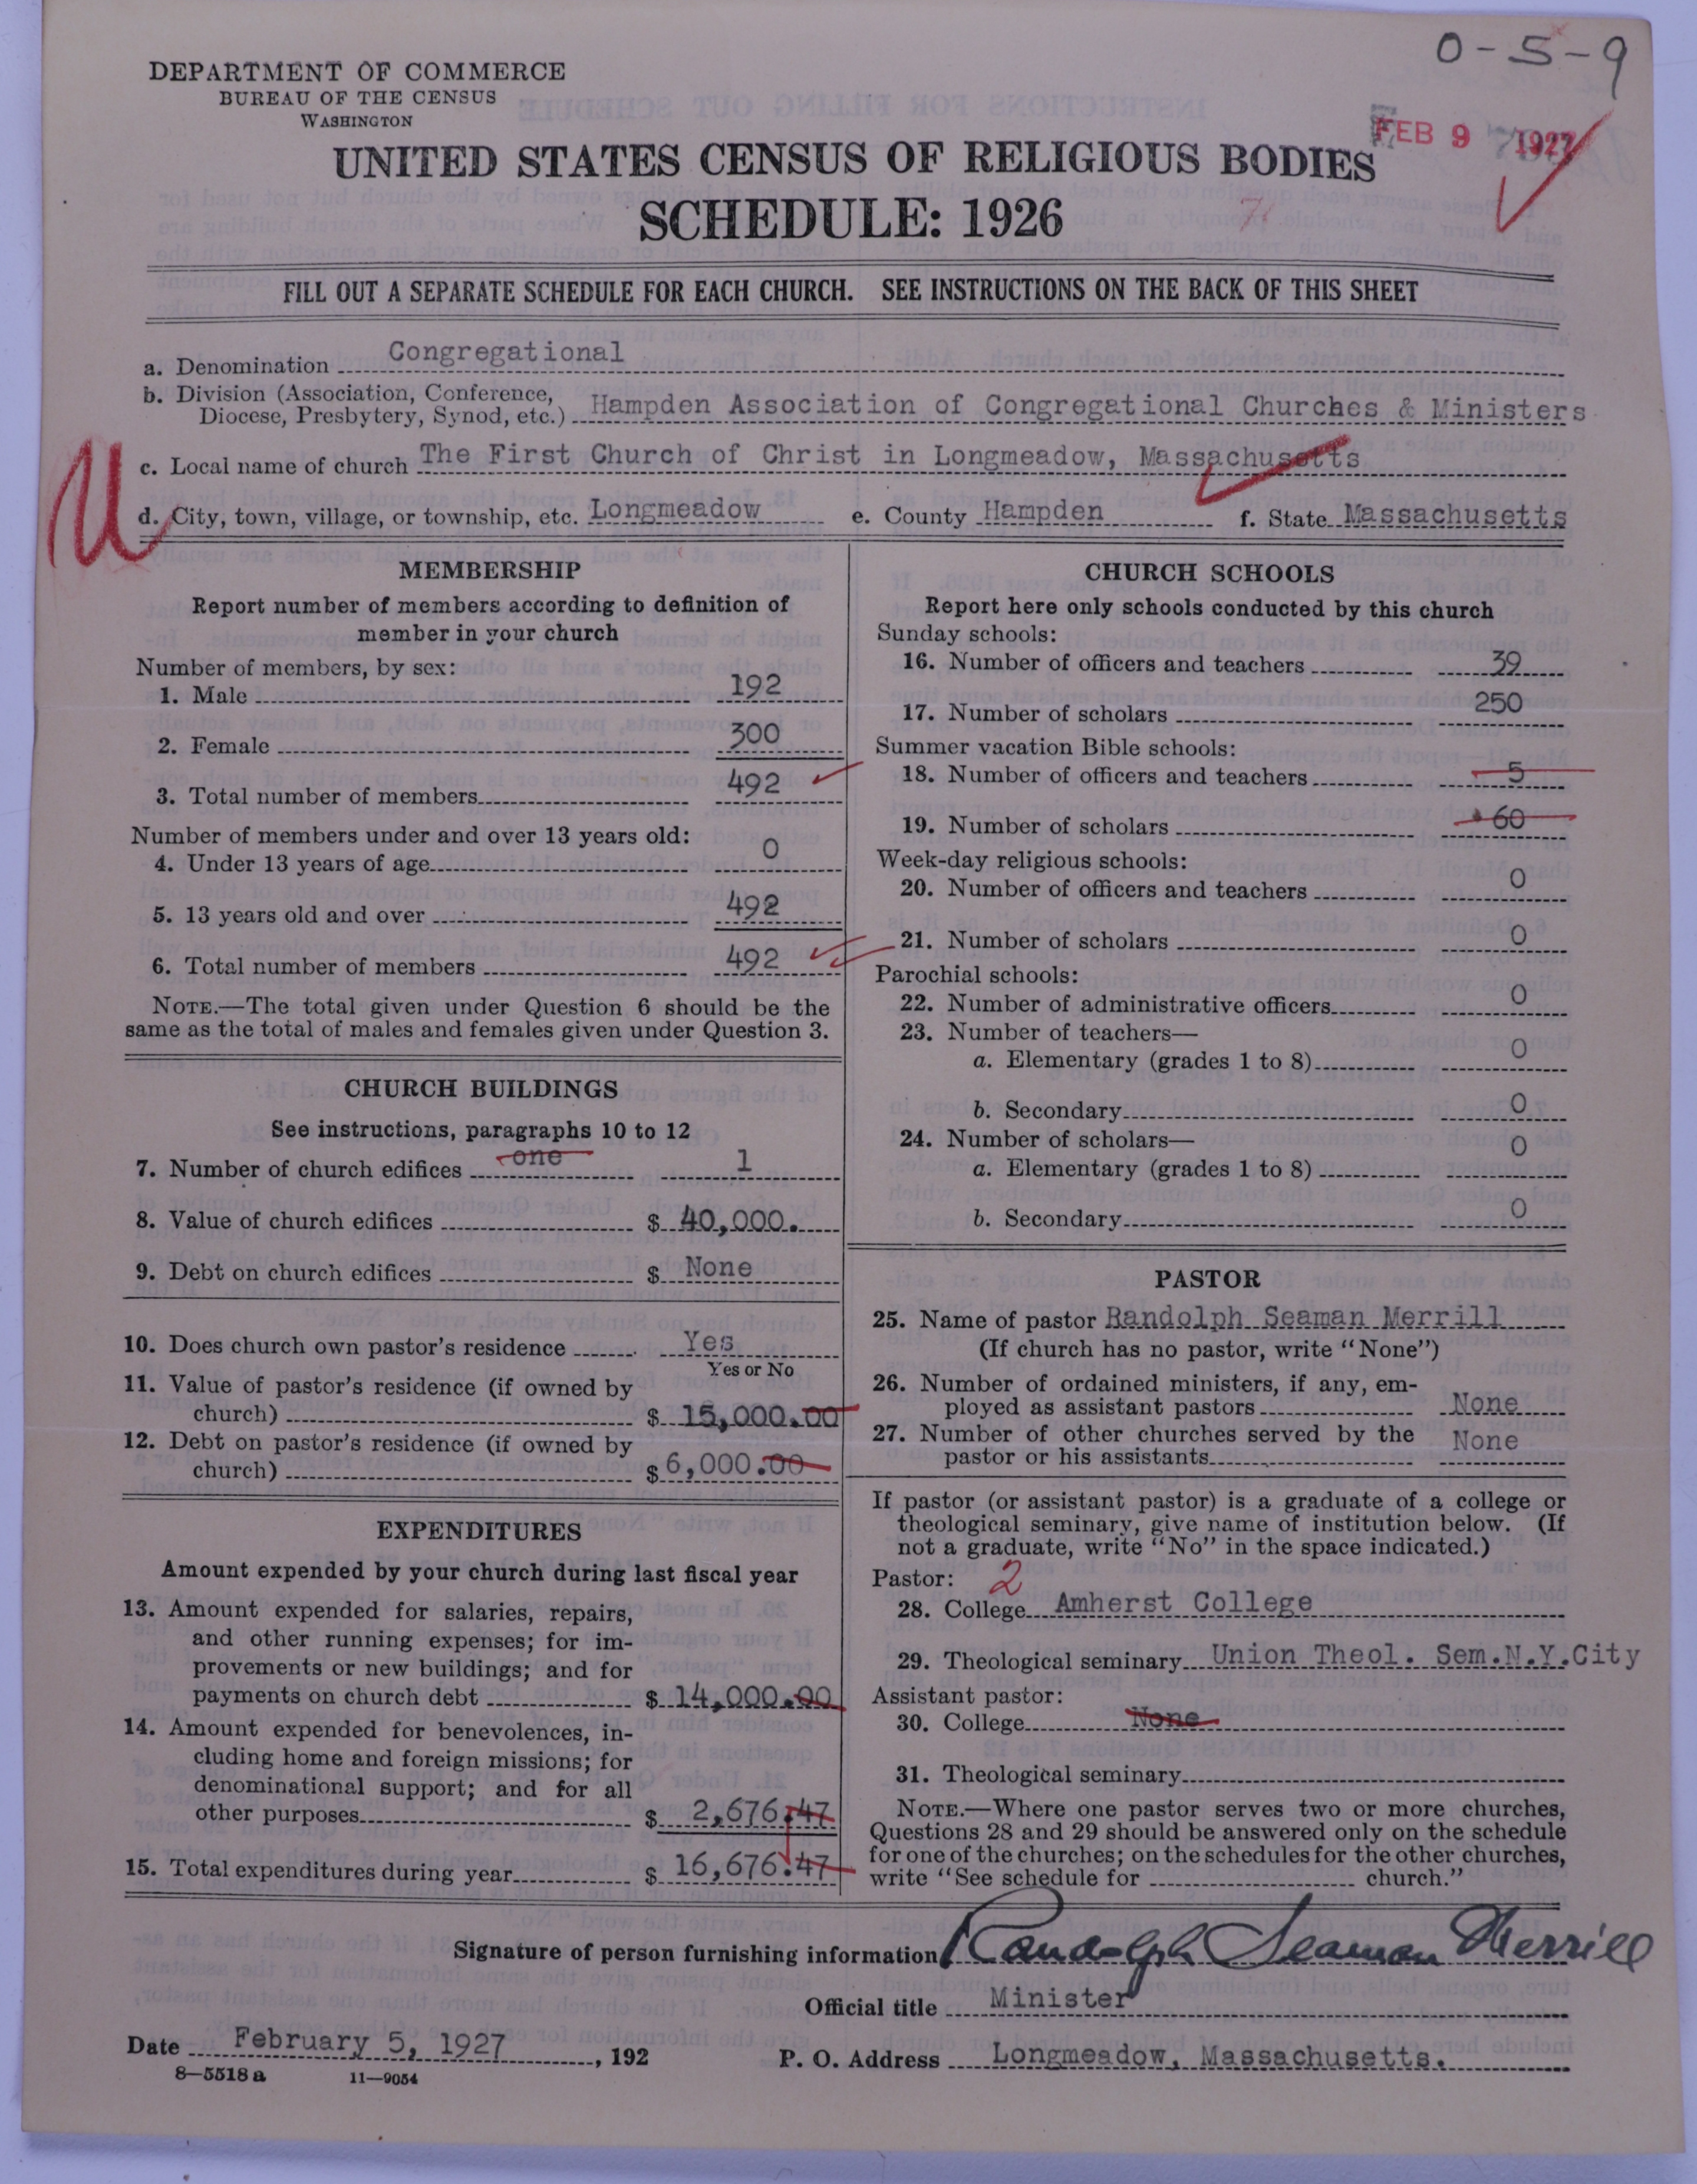 0-5-9
DEPARTMENT OF COMMERCE
BUREAU OF THE CENSUS
WASHINGTON
FEB 9 1927
UNITED STATES CENSUS OF RELIGIOUS BODIES
SCHEDULE: 1926
FILL OUT A SEPARATE SCHEDULE FOR EACH CHURCH. SEE INSTRUCTIONS ON THE BACK OF THIS SHEET
a. Denomination Congregational
b. Division (Association, Conference,
Diocese, Presbytery, Synod, etc.) Hampden Association of Congregational Churches & Ministers
c. Local name of church The First Church of Christ in Longmeadow, Massachusetts
d. City, town, village, or township, etc. Longmeadow e. County Hampden f. State Massachusetts
MEMBERSHIP
Report number of members according to definition of
member in your church
Number of members, by sex:
1. Male 192
2. Female 300
3. Total number of members 492
Number of members under and over 13 years old:
4. Under 13 years of age 0
5. 13 years old and over 492
6. Total number of members 492
NOTE.—The total given under Question 6 should be the
same as the total of males and females given under Question 3.
CHURCH BUILDINGS
See instructions, paragraphs 10 to 12
7. Number of church edifices one 1
8. Value of church edifices $ 40,000.
9. Debt on church edifices $ None
10. Does church own pastor's residence Yes
Yes or No
11. Value of pastor's residence (if owned by
church) $ 15,000.00
12. Debt on pastor's residence (if owned by
church) $ 6,000.00
EXPENDITURES
Amount expended by your church during last fiscal year
13. Amount expended for salaries, repairs,
and other running expenses; for im-
provements or new buildings; and for
payments on church debt $ 14,000.00
14. Amount expended for benevolences, in-
cluding home and foreign missions; for
denominational support; and for all
other purposes $ 2,676.47
15. Total expenditures during year $ 16,676.47
CHURCH SCHOOLS
Report here only schools conducted by this church
Sunday schools:
16. Number of officers and teachers 39
17. Number of scholars 250
Summer vacation Bible schools:
18. Number of officers and teachers 5
19. Number of scholars 60
Week-day religious schools:
20. Number of officers and teachers 0
21. Number of scholars 0
Parochial schools:
22. Number of administrative officers 0
23. Number of teachers—
a. Elementary (grades 1 to 8) 0
b. Secondary 0
24. Number of scholars—
a. Elementary (grades 1 to 8) 0
b. Secondary 0
PASTOR
25. Name of pastor Randolph Seaman Merrill
(If church has no pastor, write "None")
26. Number of ordained ministers, if any, em-
ployed as assistant pastors None
27. Number of other churches served by the
pastor or his assistants None
If pastor (or assistant pastor) is a graduate of a college or
theological seminary, give name of institution below. (If
not a graduate, write "No" in the space indicated.)
Pastor: 2
28. College Amherst College
29. Theological seminary Union Theol. Sem.N.Y.City
Assistant pastor:
30. College None
31. Theological seminary
NOTE.—Where one pastor serves two or more churches,
Questions 28 and 29 should be answered only on the schedule
for one of the churches; on the schedules for the other churches,
write "See schedule for church."
Signature of person furnishing information Randolph Seaman Merrill
Official title Minister
Date February 5, 1927, 192 P. O. Address Longmeadow, Massachusetts.
8—5518 a 11—9054